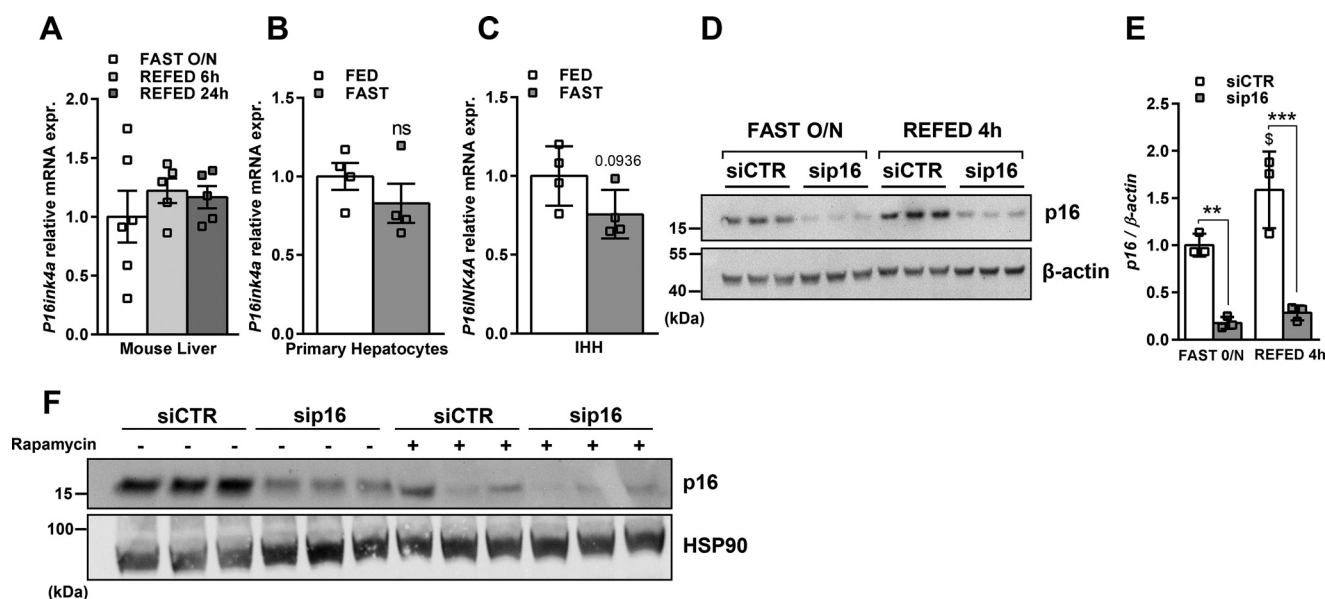 A
FAST O/N
REFED 6h
REFED 24h
P16ink4a relative mRNA expr.
2.0
1.5
1.0
0.5
0.0
Mouse Liver
B
FED
FAST
P16ink4a relative mRNA expr.
1.5
1.0
0.5
0.0
ns
Primary Hepatocytes
C
FED
FAST
P16INK4A relative mRNA expr.
1.5
1.0
0.5
0.0
0.0936
IHH
D
FAST O/N REFED 4h
siCTR sip16 siCTR sip16
15
p16
55
40
β-actin
(kDa)
E
siCTR
sip16
p16 / β-actin
2.5
2.0
1.5
1.0
0.5
0.0
**
$
***
FAST 0/N REFED 4h
F
siCTR sip16 siCTR sip16
Rapamycin - - - - - - + + + + + +
15
p16
100
HSP90
(kDa)